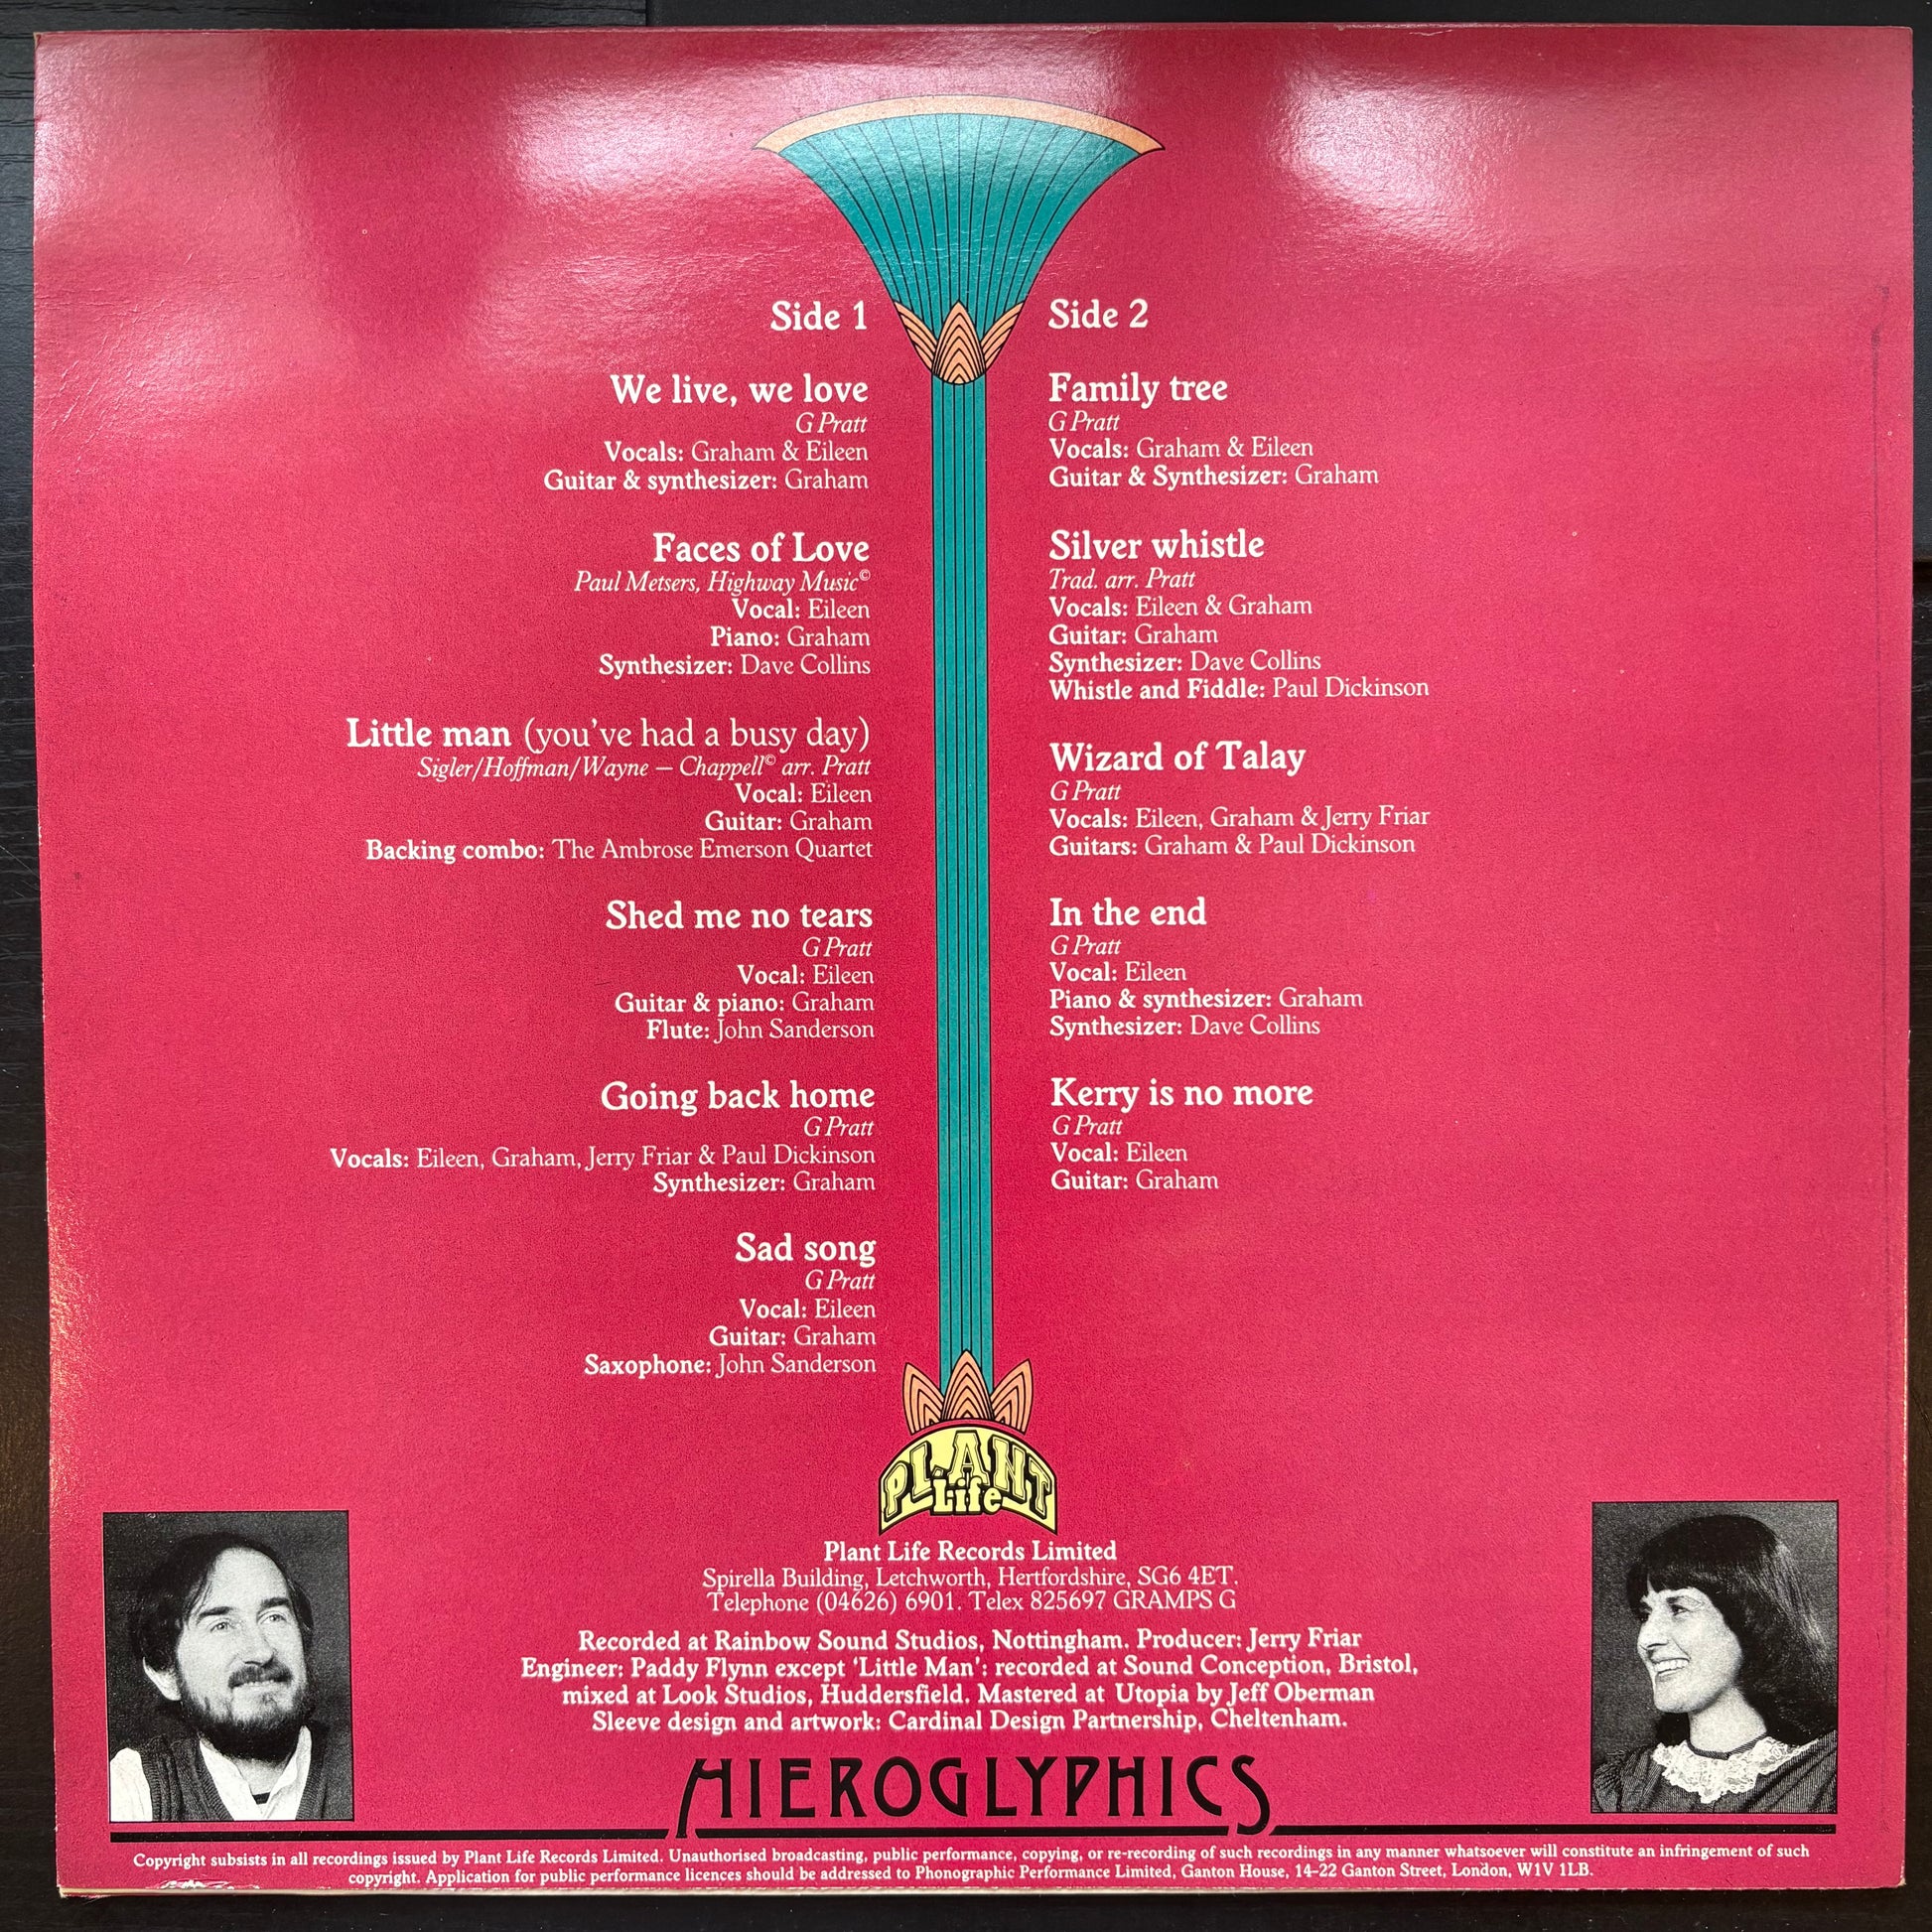 Side 1
We live, we love
G Pratt
Vocals: Graham & Eileen
Guitar & synthesizer: Graham
Faces of Love
Paul Metsers, Highway Music©
Vocal: Eileen
Piano: Graham
Synthesizer: Dave Collins
Little man (you've had a busy day)
Sigler/Hoffman/Wayne — Chappell© arr. Pratt
Vocal: Eileen
Guitar: Graham
Backing combo: The Ambrose Emerson Quartet
Shed me no tears
G Pratt
Vocal: Eileen
Guitar & piano: Graham
Flute: John Sanderson
Going back home
G Pratt
Vocals: Eileen, Graham, Jerry Friar & Paul Dickinson
Synthesizer: Graham
Sad song
G Pratt
Vocal: Eileen
Guitar: Graham
Saxophone: John Sanderson
Side 2
Family tree
G Pratt
Vocals: Graham & Eileen
Guitar & Synthesizer: Graham
Silver whistle
Trad. arr. Pratt
Vocals: Eileen & Graham
Guitar: Graham
Synthesizer: Dave Collins
Whistle and Fiddle: Paul Dickinson
Wizard of Talay
G Pratt
Vocals: Eileen, Graham & Jerry Friar
Guitars: Graham & Paul Dickinson
In the end
G Pratt
Vocal: Eileen
Piano & synthesizer: Graham
Synthesizer: Dave Collins
Kerry is no more
G Pratt
Vocal: Eileen
Guitar: Graham
PLANT
Life
Plant Life Records Limited
Spirella Building, Letchworth, Hertfordshire, SG6 4ET.
Telephone (04626) 6901. Telex 825697 GRAMPS G
Recorded at Rainbow Sound Studios, Nottingham. Producer: Jerry Friar
Engineer: Paddy Flynn except 'Little Man': recorded at Sound Conception, Bristol,
mixed at Look Studios, Huddersfield. Mastered at Utopia by Jeff Oberman
Sleeve design and artwork: Cardinal Design Partnership, Cheltenham.
HIEROGLYPHICS
Copyright subsists in all recordings issued by Plant Life Records Limited. Unauthorised broadcasting, public performance, copying, or re-recording of such recordings in any manner whatsoever will constitute an infringement of such
copyright. Application for public performance licences should be addressed to Phonographic Performance Limited, Ganton House, 14-22 Ganton Street, London, W1V 1LB.